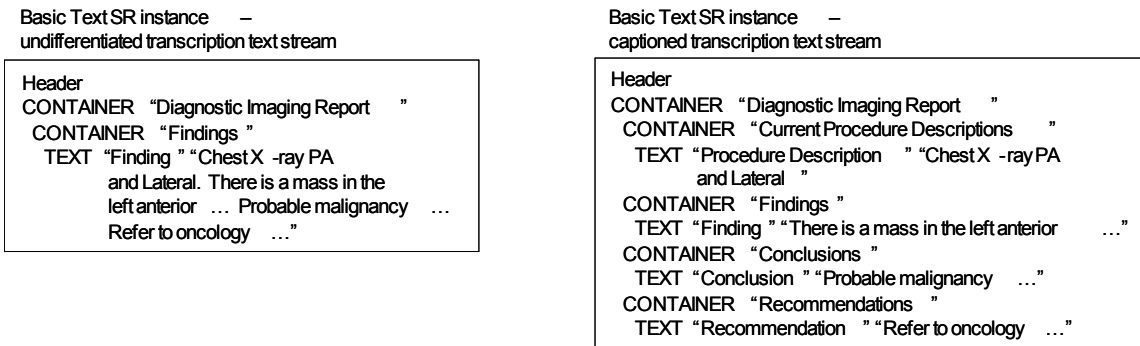 Basic Text SR instance –
undifferentiated transcription text stream
Header
CONTAINER “Diagnostic Imaging Report ”
CONTAINER “Findings ”
TEXT “Finding ” “Chest X -ray PA
and Lateral. There is a mass in the
left anterior … Probable malignancy …
Refer to oncology …”
Basic Text SR instance –
captioned transcription text stream
Header
CONTAINER “Diagnostic Imaging Report ”
CONTAINER “Current Procedure Descriptions ”
TEXT “Procedure Description ” “Chest X -ray PA
and Lateral ”
CONTAINER “Findings ”
TEXT “Finding ” “There is a mass in the left anterior …”
CONTAINER “Conclusions ”
TEXT “Conclusion ” “Probable malignancy …”
CONTAINER “Recommendations ”
TEXT “Recommendation ” “Refer to oncology …”